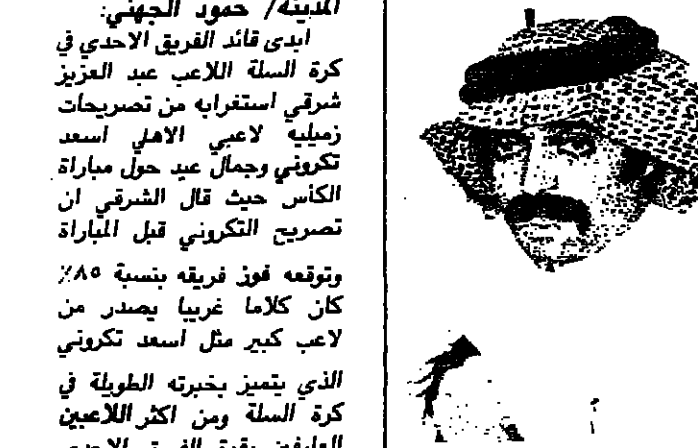 المدينة/ حمود الجهني:
ابدى قائد الفريق الاحدي في
كرة السلة اللاعب عبد العزيز
شرقي استغرابه من تصريحات
زميليه لاعبي الاهلي اسعد
تكروني وجمال عيد حول مباراة
الكأس حيث قال الشرقي ان
تصريح التكروني قبل المباراة
وتوقعه فوز فريقه بنسبة ٨٥٪
كان كلاما غريبا يصدر من
لاعب كبير مثل اسعد تكروني
الذي يتميز بخبرته الطويلة في
كرة السلة ومن اكثر اللاعبين